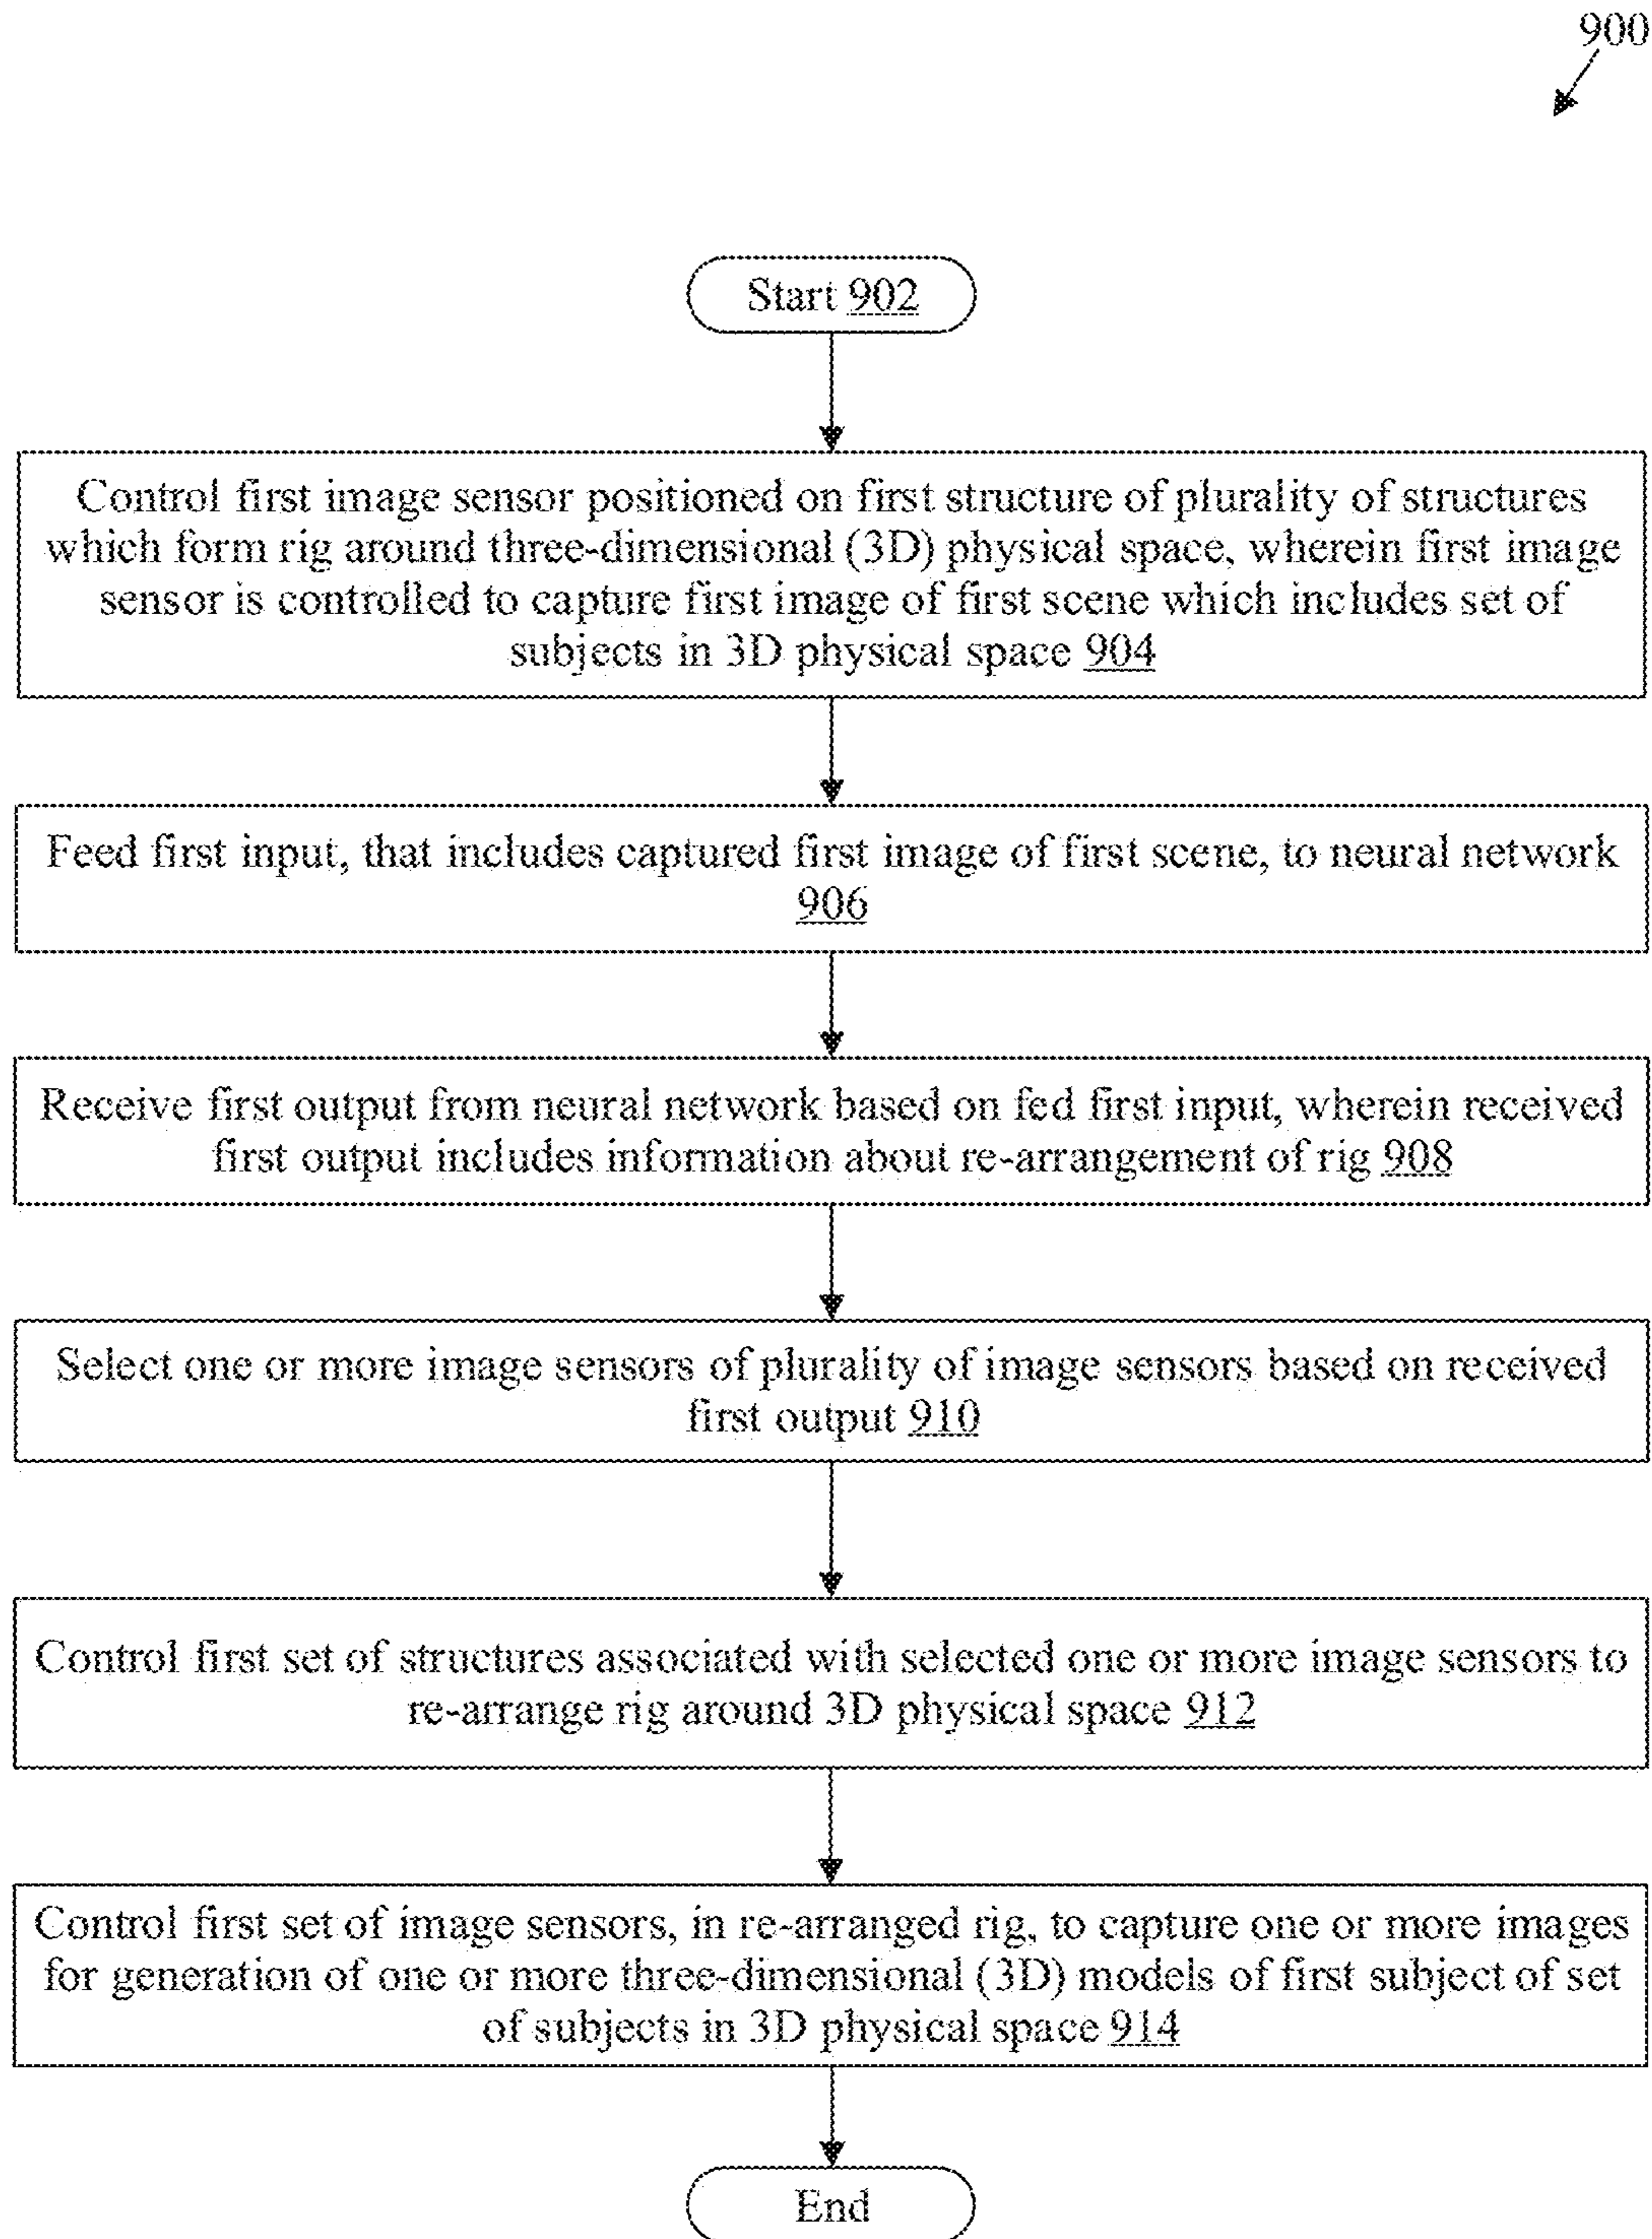 900
Start 902
Control first image sensor positioned on first structure of plurality of structures
which form rig around three-dimensional (3D) physical space, wherein first image
sensor is controlled to capture first image of first scene which includes set of
subjects in 3D physical space 904
Feed first input, that includes captured first image of first scene, to neural network
906
Receive first output from neural network based on fed first input, wherein received
first output includes information about re-arrangement of rig 908
Select one or more image sensors of plurality of image sensors based on received
first output 910
Control first set of structures associated with selected one or more image sensors to
re-arrange rig around 3D physical space 912
Control first set of image sensors, in re-arranged rig, to capture one or more images
for generation of one or more three-dimensional (3D) models of first subject of set
of subjects in 3D physical space 914
End